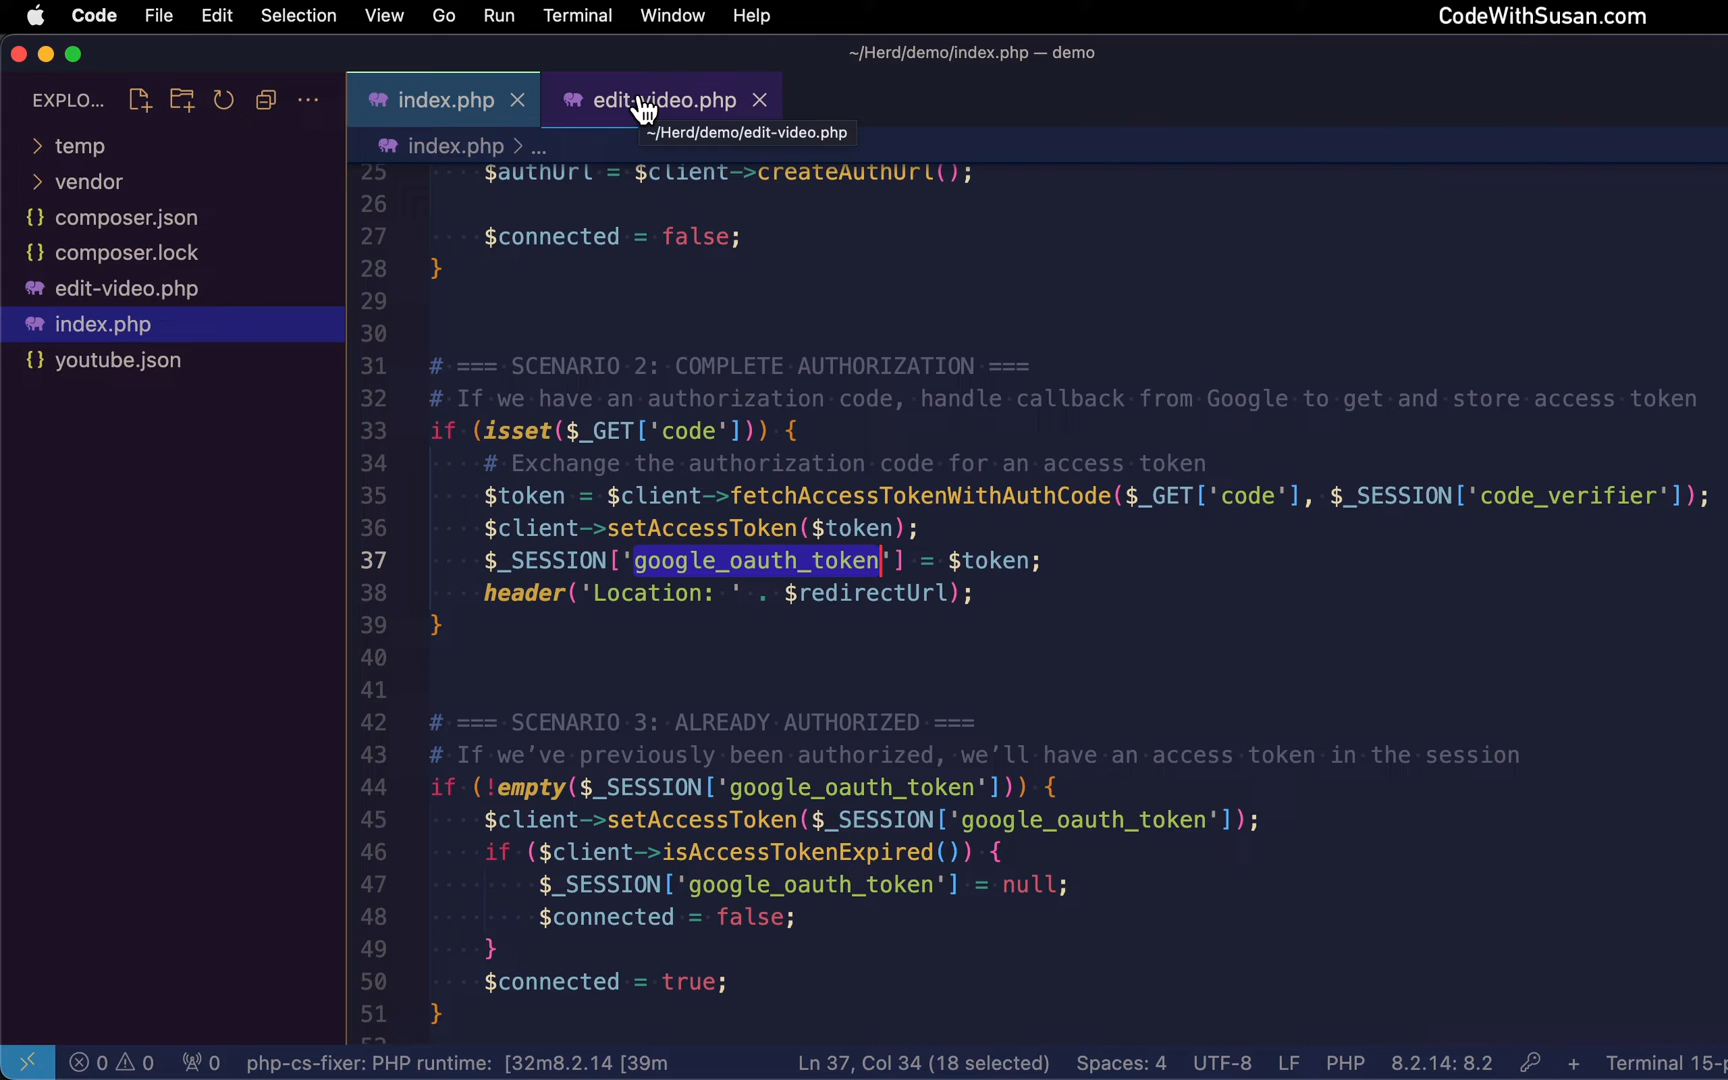 Code File Edit Selection View Go Run Terminal Window Help CodeWithSusan.com
~/Herd/demo/index.php — demo
EXPLO... ...
index.php
edit-video.php
~/Herd/demo/edit-video.php
index.php > ...
temp
vendor
composer.json
composer.lock
edit-video.php
index.php
youtube.json
25 $authUrl = $client->createAuthUrl();
26
27 $connected = false;
28 }
29
30
31 # === SCENARIO 2: COMPLETE AUTHORIZATION ===
32 # If we have an authorization code, handle callback from Google to get and store access token
33 if (isset($_GET['code'])) {
34 # Exchange the authorization code for an access token
35 $token = $client->fetchAccessTokenWithAuthCode($_GET['code'], $_SESSION['code_verifier']);
36 $client->setAccessToken($token);
37 $_SESSION['google_oauth_token'] = $token;
38 header('Location: ' . $redirectUrl);
39 }
40
41
42 # === SCENARIO 3: ALREADY AUTHORIZED ===
43 # If we’ve previously been authorized, we’ll have an access token in the session
44 if (!empty($_SESSION['google_oauth_token'])) {
45 $client->setAccessToken($_SESSION['google_oauth_token']);
46 if ($client->isAccessTokenExpired()) {
47 $_SESSION['google_oauth_token'] = null;
48 $connected = false;
49 }
50 $connected = true;
51 }
0 0 0 php-cs-fixer: PHP runtime: [32m8.2.14 [39m Ln 37, Col 34 (18 selected) Spaces: 4 UTF-8 LF PHP 8.2.14: 8.2 + Terminal 15-